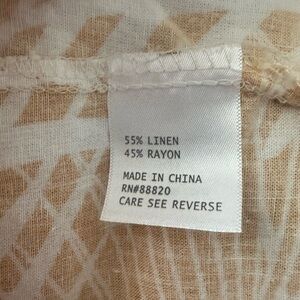 55% LINEN
45% RAYON
MADE IN CHINA
RN#88820
CARE SEE REVERSE